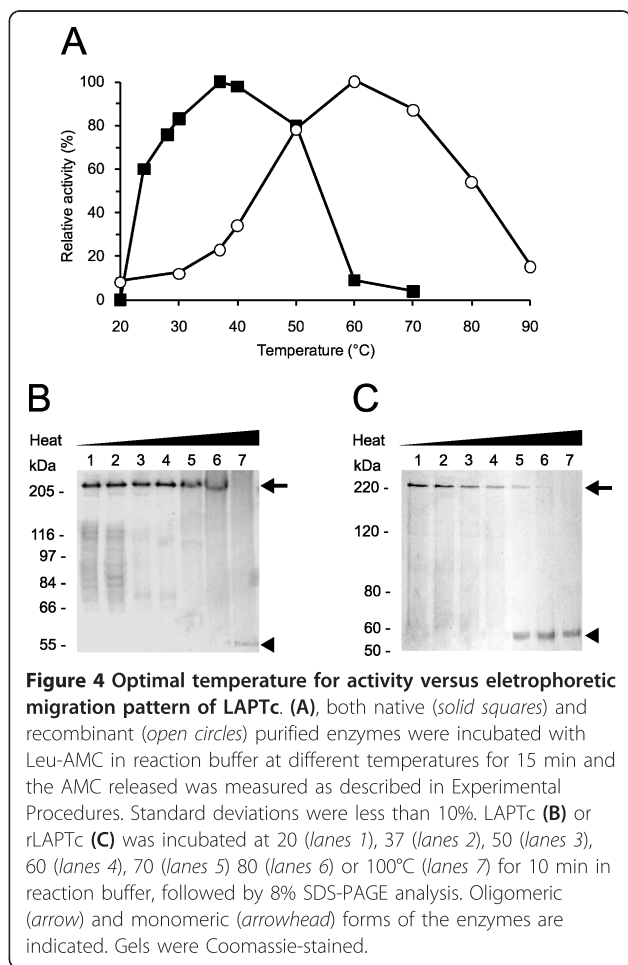 A
100
80
60
40
20
0
Relative activity (%)
20 30 40 50 60 70 80 90
Temperature (°C)
B
Heat
kDa
1 2 3 4 5 6 7
205 -
116 -
97 -
84 -
66 -
55 -
C
Heat
kDa
1 2 3 4 5 6 7
220 -
120 -
80 -
60 -
50 -
Figure 4 Optimal temperature for activity versus eletrophoretic
migration pattern of LAPTc. (A), both native (solid squares) and
recombinant (open circles) purified enzymes were incubated with
Leu-AMC in reaction buffer at different temperatures for 15 min and
the AMC released was measured as described in Experimental
Procedures. Standard deviations were less than 10%. LAPTc (B) or
rLAPTc (C) was incubated at 20 (lanes 1), 37 (lanes 2), 50 (lanes 3),
60 (lanes 4), 70 (lanes 5) 80 (lanes 6) or 100°C (lanes 7) for 10 min in
reaction buffer, followed by 8% SDS-PAGE analysis. Oligomeric
(arrow) and monomeric (arrowhead) forms of the enzymes are
indicated. Gels were Coomassie-stained.